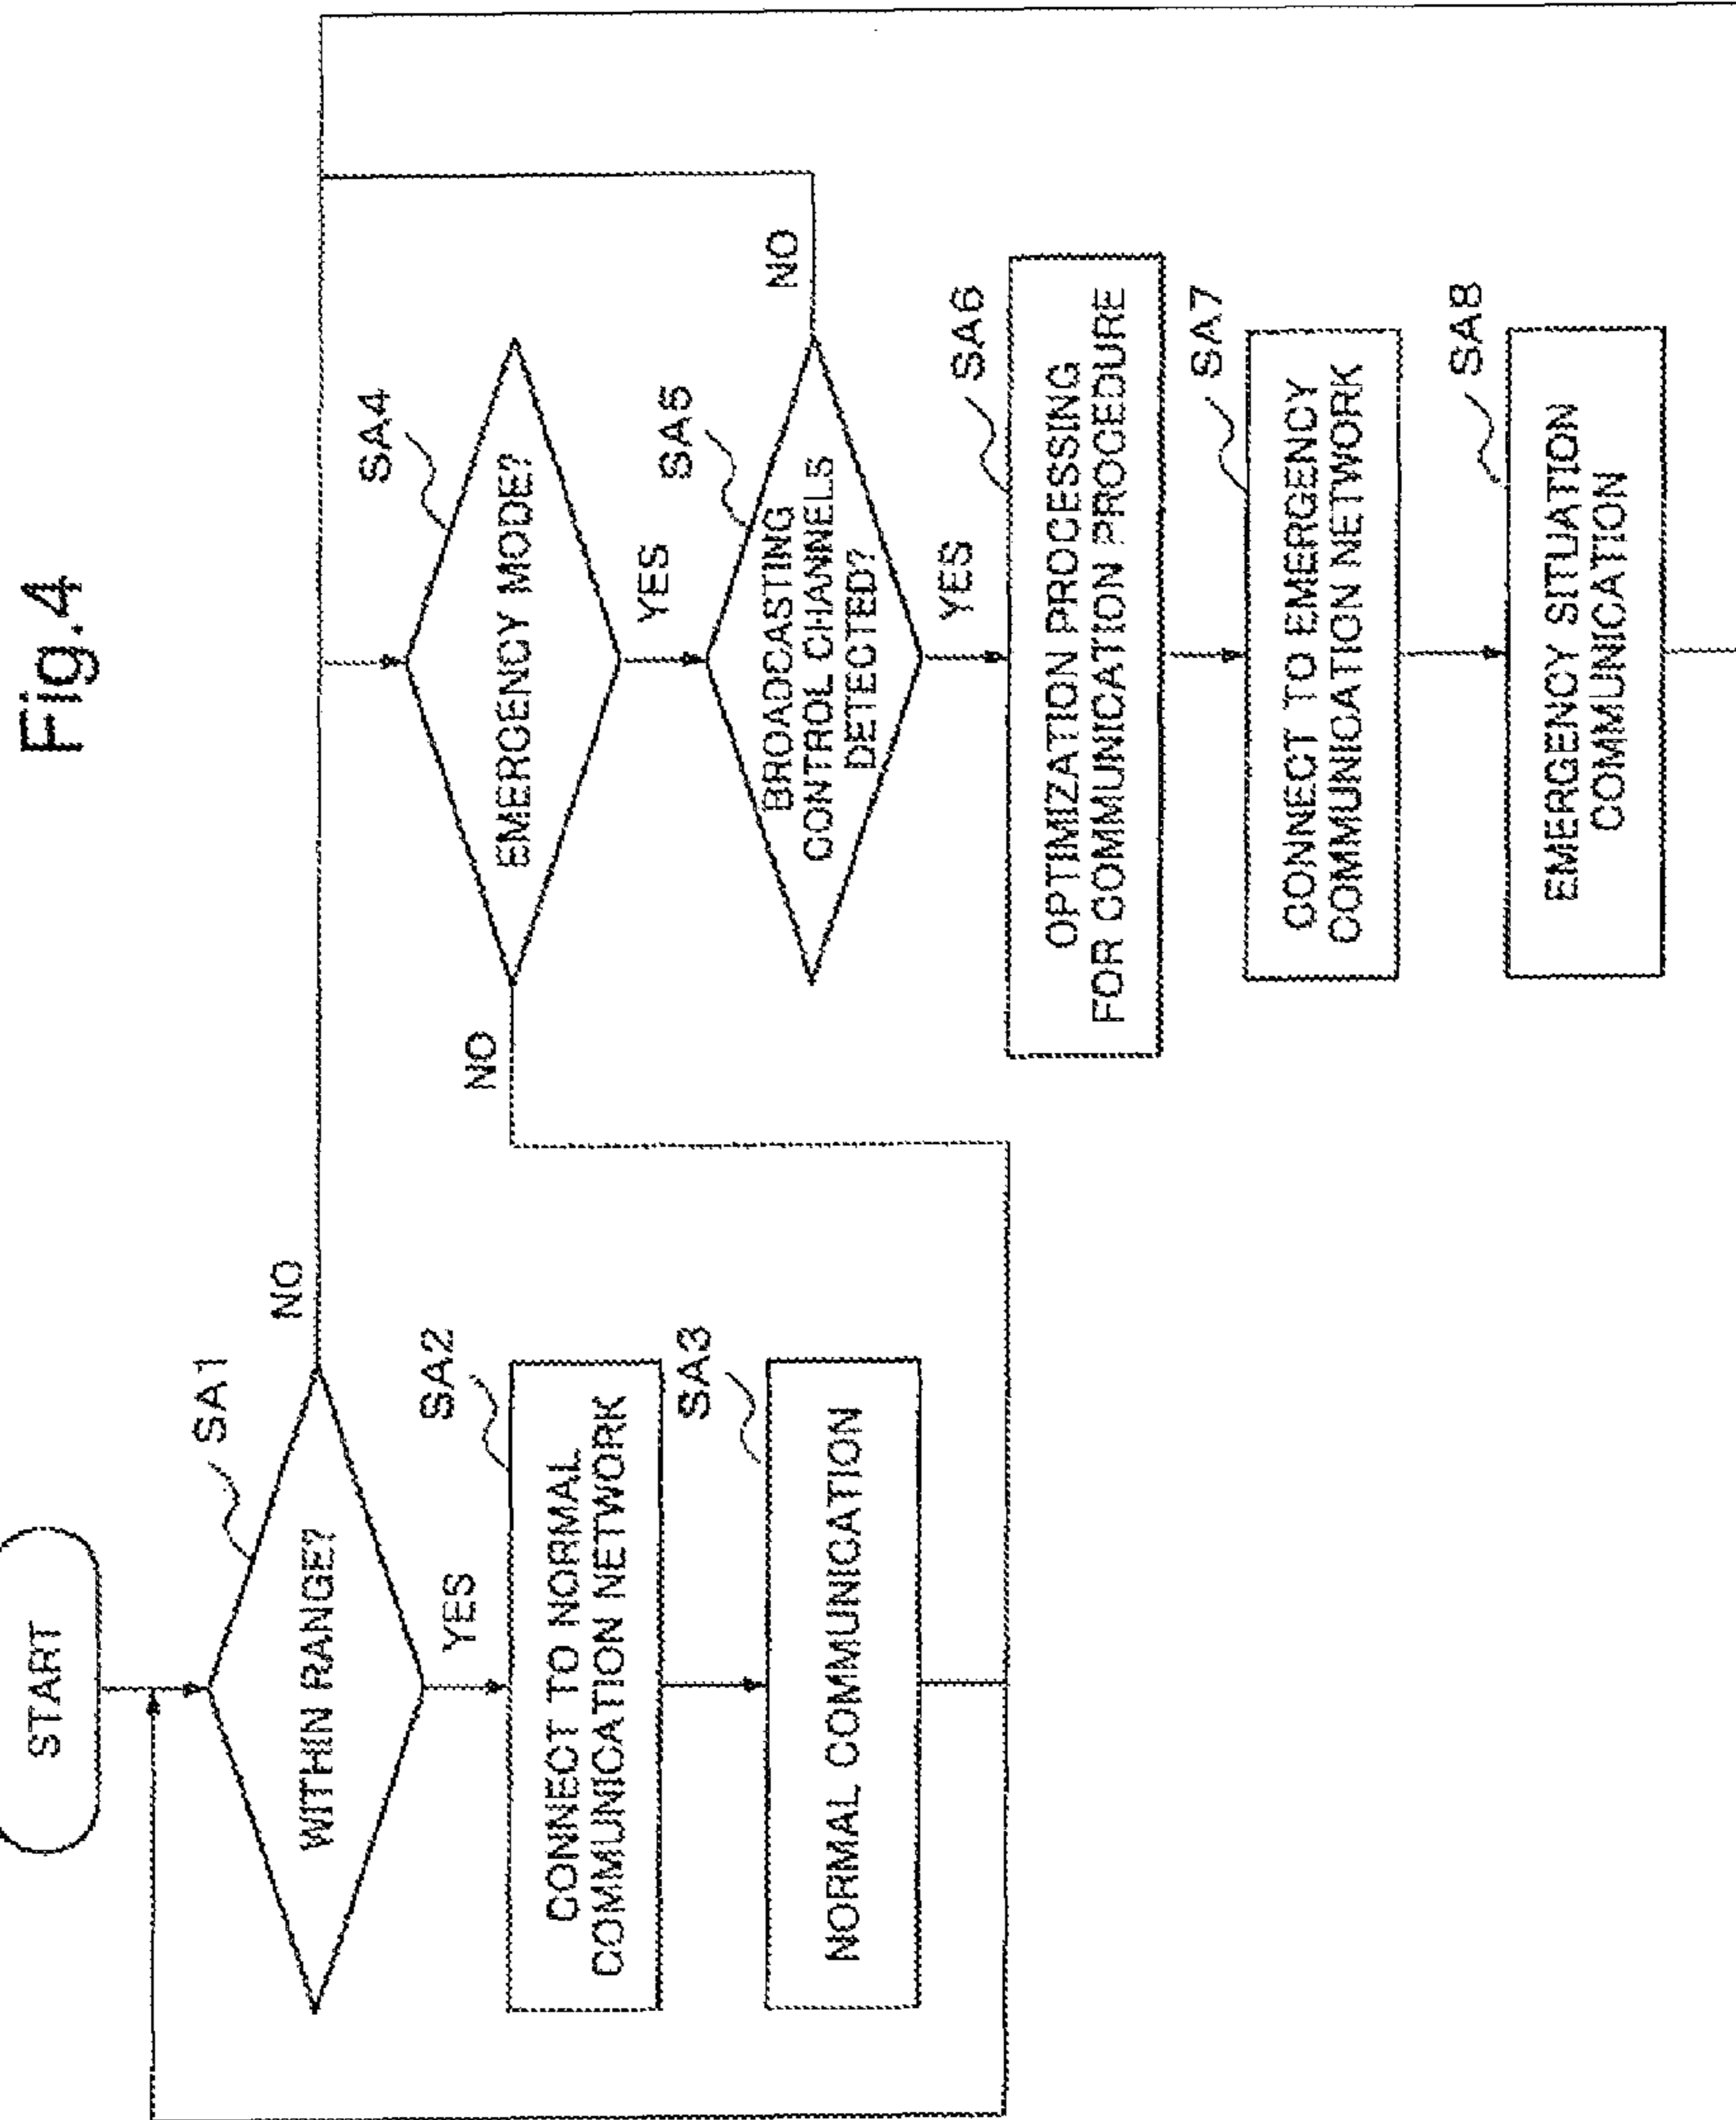 Fig.4
START
SA1
WITHIN RANGE?
NO
YES
SA2
CONNECT TO NORMAL
COMMUNICATION NETWORK
SA3
NORMAL COMMUNICATION
SA4
EMERGENCY MODE?
NO
YES
SA5
BROADCASTING
CONTROL CHANNELS
DETECTED?
NO
YES
SA6
OPTIMIZATION PROCESSING
FOR COMMUNICATION PROCEDURE
SA7
CONNECT TO EMERGENCY
COMMUNICATION NETWORK
SA8
EMERGENCY SITUATION
COMMUNICATION